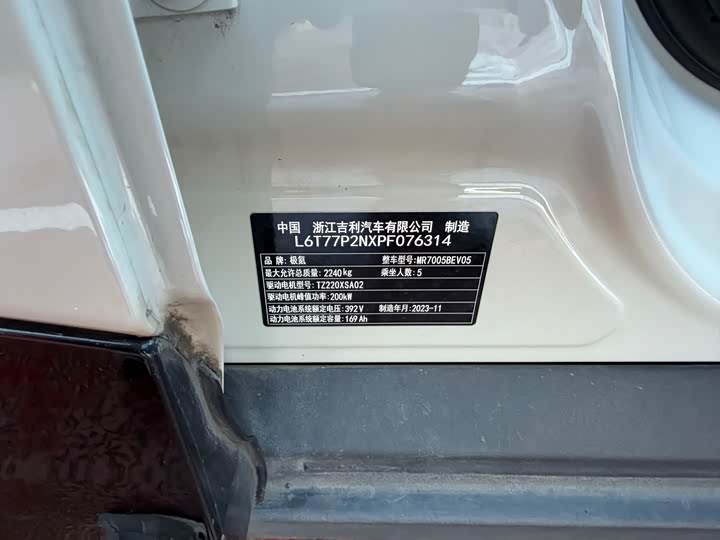 中国 浙江吉利汽车有限公司 制造
L6T77P2NXPF076314
品牌：极氪 整车型号：MR7005BEV05
最大允许总质量：2240kg 乘坐人数：5
驱动电机型号：TZ220XSA02
驱动电机峰值功率：200kW
动力电池系统额定电压：392V 制造年月：2023-11
动力电池系统额定容量：169Ah